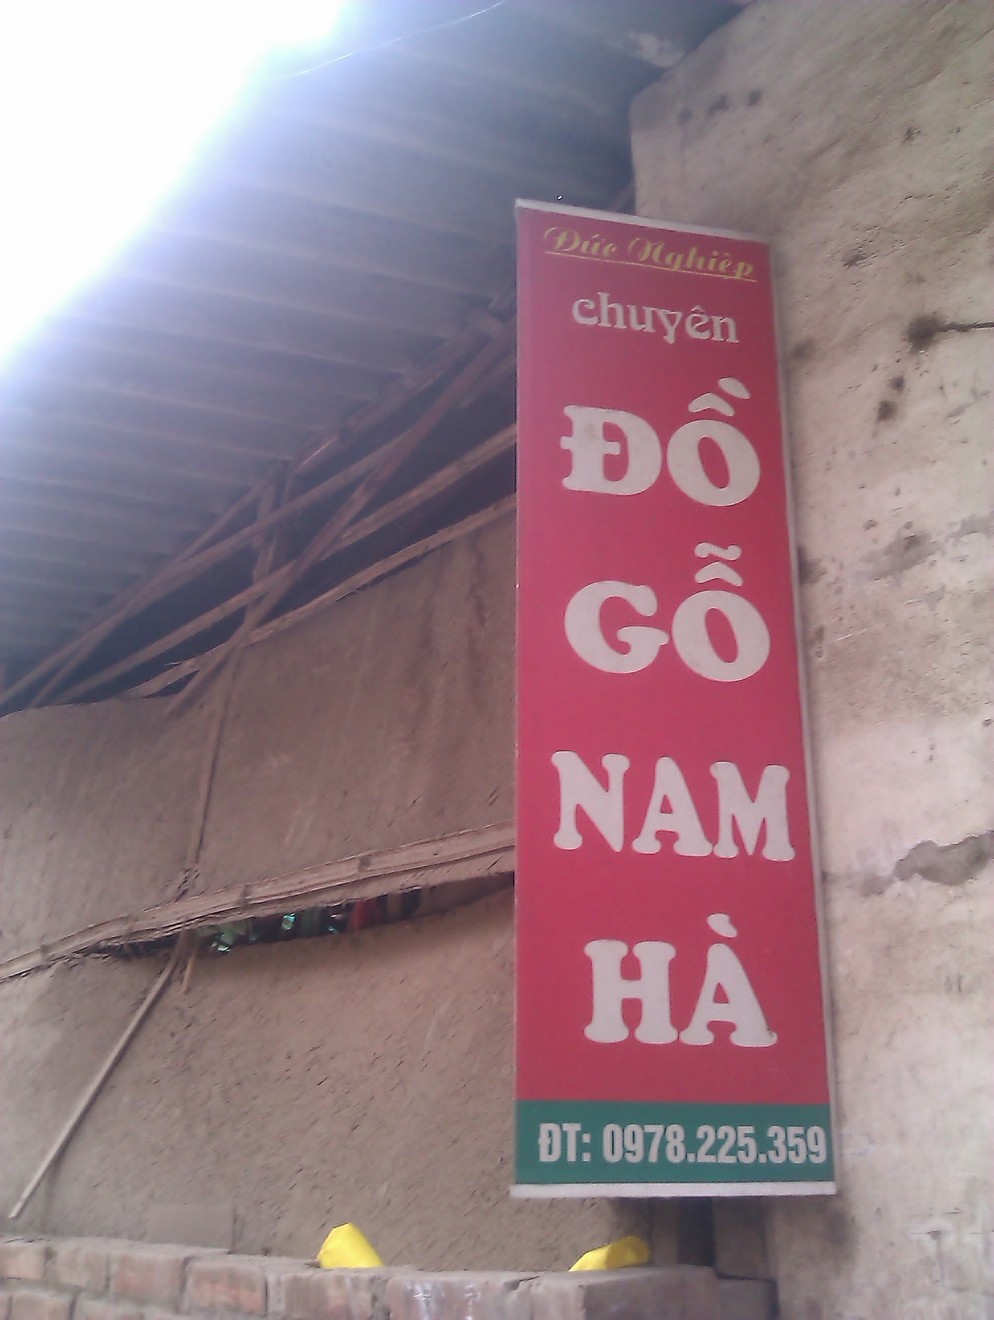 Đức Nghiệp
chuyên
ĐỒ
GỖ
NAM
HÀ
ĐT: 0978.225.359